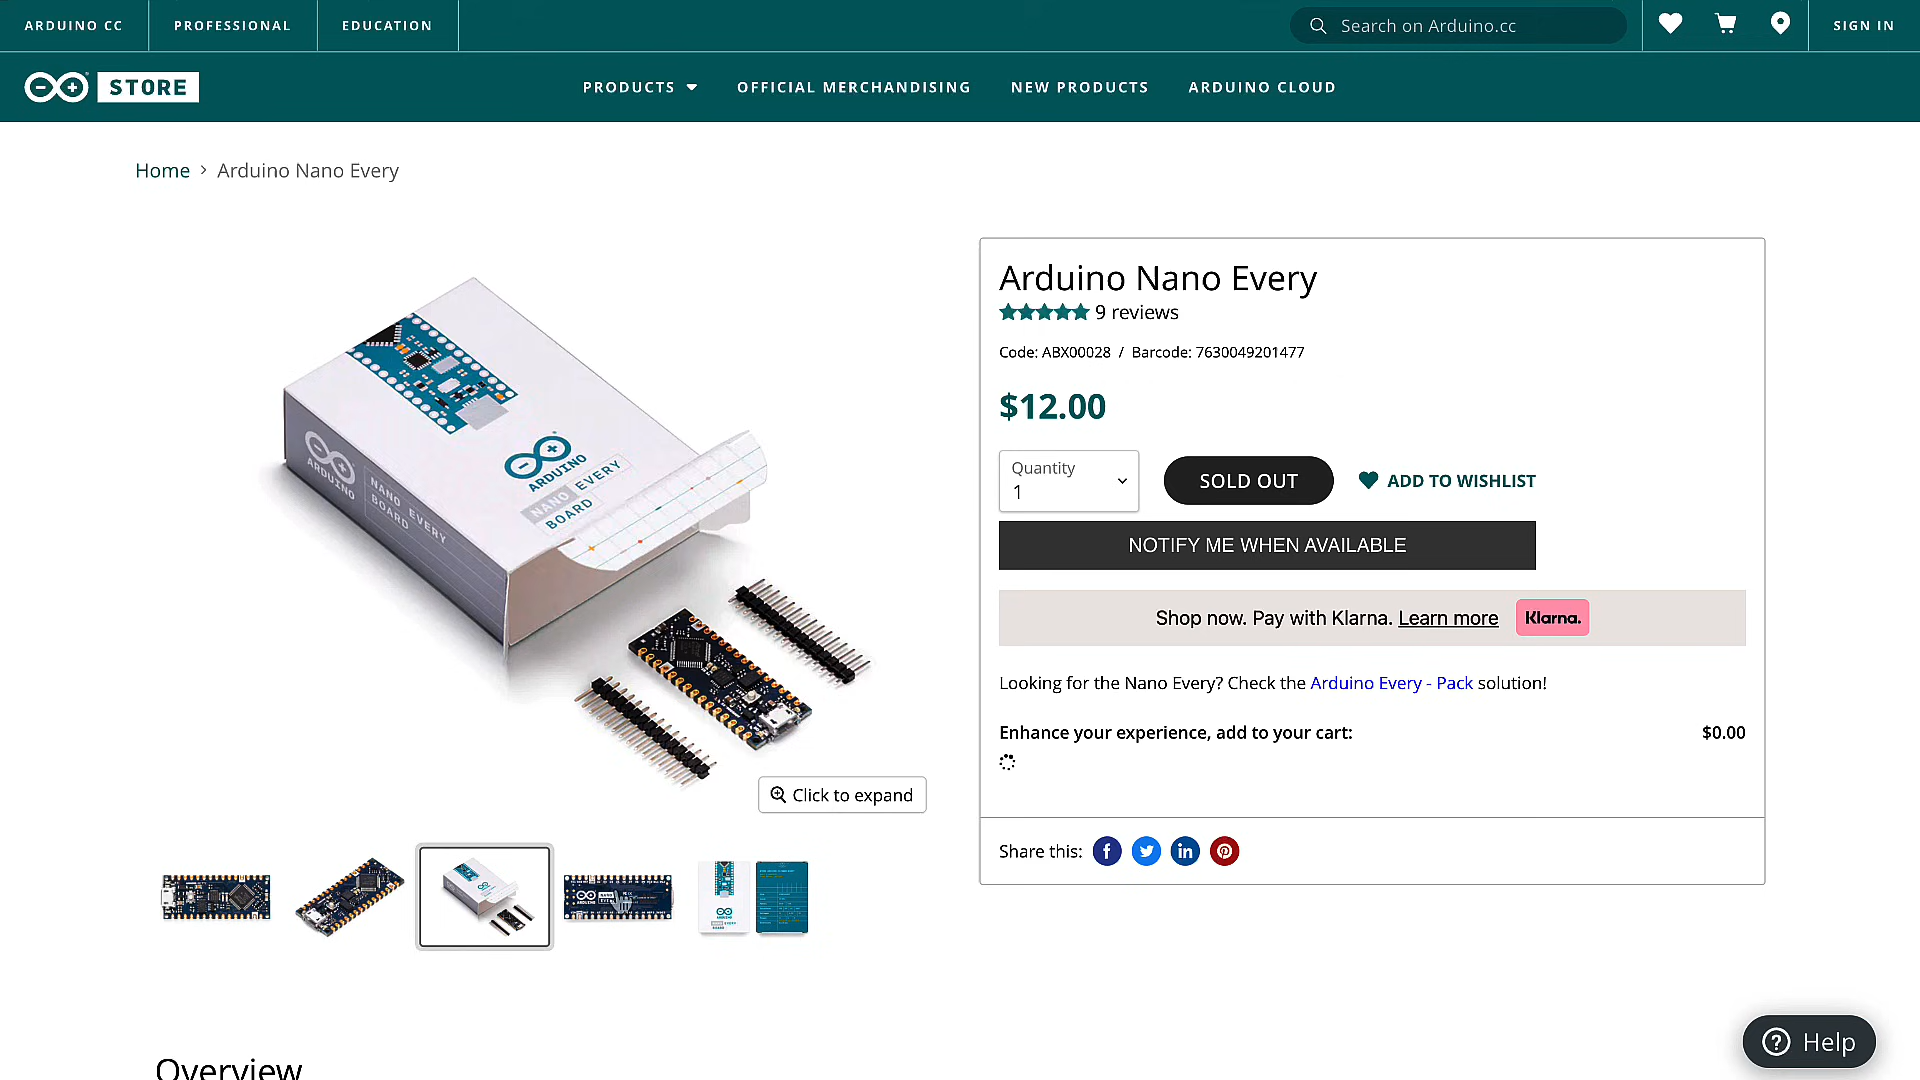 ARDUINO CC
PROFESSIONAL
EDUCATION
Search on Arduino.cc
SIGN IN
STORE
PRODUCTS
OFFICIAL MERCHANDISING
NEW PRODUCTS
ARDUINO CLOUD
Home > Arduino Nano Every
ARDUINO
NANO EVERY
BOARD
ARDUINO
NANO EVERY
BOARD
Click to expand
Arduino Nano Every
9 reviews
Code: ABX00028 / Barcode: 7630049201477
$12.00
Quantity
1
SOLD OUT
ADD TO WISHLIST
NOTIFY ME WHEN AVAILABLE
Shop now. Pay with Klarna. Learn more Klarna.
Looking for the Nano Every? Check the Arduino Every - Pack solution!
Enhance your experience, add to your cart: $0.00
Share this:
Overview
Help